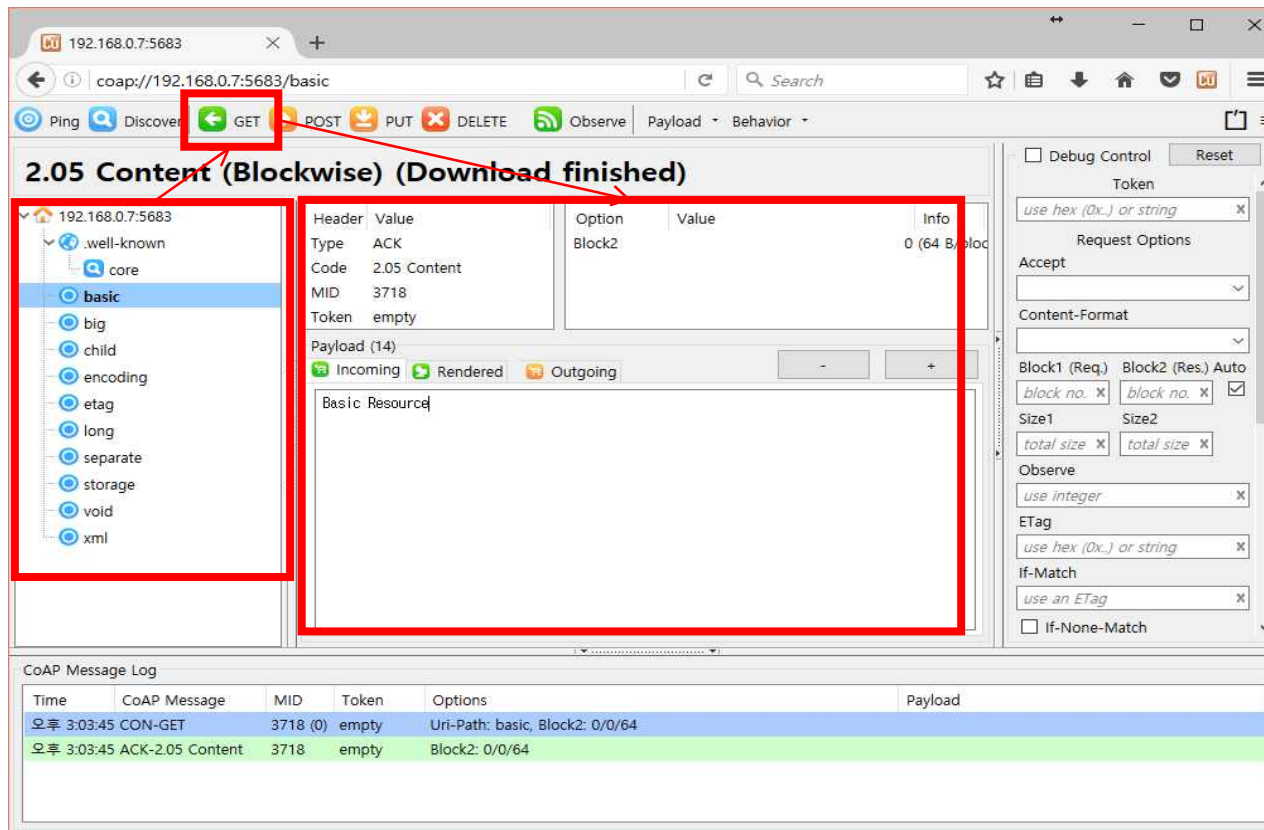 192.168.0.7:5683
coap://192.168.0.7:5683/basic
Search
Ping Discover GET POST PUT DELETE Observe Payload Behavior
2.05 Content (Blockwise) (Download finished)
192.168.0.7:5683
.well-known
core
basic
big
child
encoding
etag
long
separate
storage
void
xml
Header Value
Type ACK
Code 2.05 Content
MID 3718
Token empty
Option Value Info
Block2 0 (64 B/bloc
Payload (14)
Incoming Rendered Outgoing - +
Basic Resource
Debug Control Reset
Token
use hex (0x..) or string
Request Options
Accept
Content-Format
Block1 (Req.) Block2 (Res.) Auto
block no. x block no. x
Size1 Size2
total size x total size x
Observe
use integer x
ETag
use hex (0x..) or string x
If-Match
use an ETag x
If-None-Match
CoAP Message Log
Time CoAP Message MID Token Options Payload
오후 3:03:45 CON-GET 3718 (0) empty Uri-Path: basic, Block2: 0/0/64
오후 3:03:45 ACK-2.05 Content 3718 empty Block2: 0/0/64